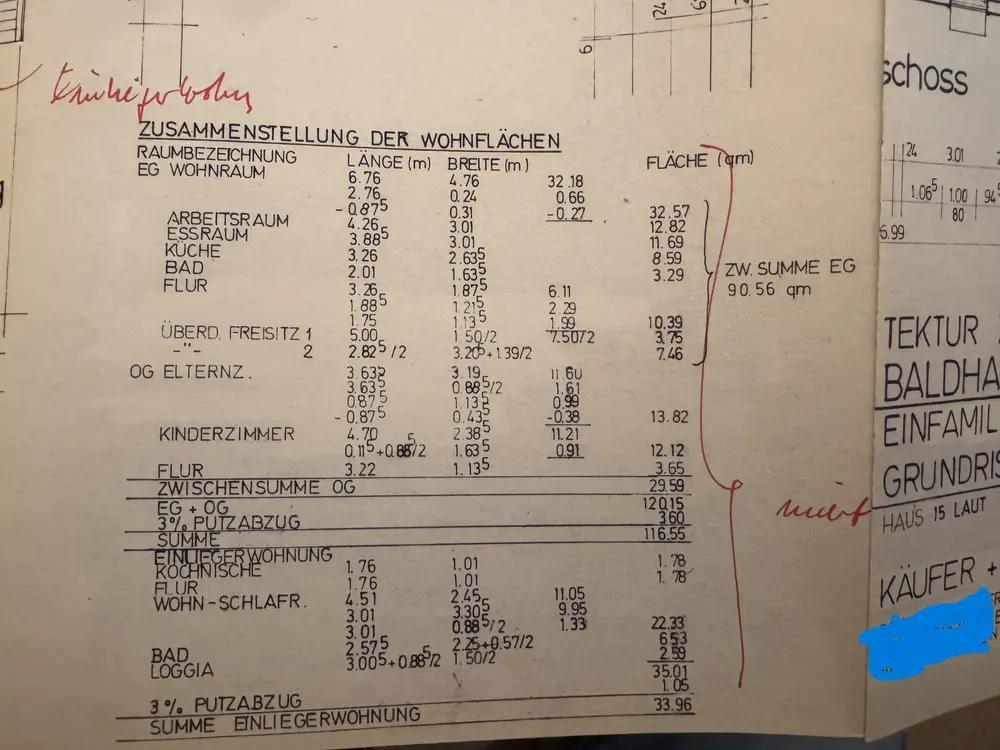 ZUSAMMENSTELLUNG DER WOHNFLÄCHEN
RAUMBEZEICHNUNG LÄNGE (m) BREITE (m) FLÄCHE (qm)
EG WOHNRAUM 6.76 4.76 32.18
2.76 0.24 0.66
-0.87⁵ 0.31 -0.27 32.57
ARBEITSRAUM 4.26 3.01 12.82
ESSRAUM 3.88⁵ 3.01 11.69
KÜCHE 3.26 2.63⁵ 8.59
BAD 2.01 1.63⁵ 3.29
FLUR 3.26 1.87⁵ 6.11
1.88⁵ 1.21⁵ 2.29
1.75 1.13⁵ 1.99 10.39
ÜBERD. FREISITZ 1 5.00 1.50/2 7.50/2 3.75
-"- 2 2.82⁵/2 3.20⁵+1.39/2 7.46
ZW. SUMME EG
90.56 qm
OG ELTERNZ. 3.63⁵ 3.19 11.60
3.63⁵ 0.88⁵/2 1.61
0.87⁵ 1.13⁵ 0.99
-0.87⁵ 0.43⁵ -0.38 13.82
KINDERZIMMER 4.70 2.38⁵ 11.21
0.11⁵+0.88⁵/2 1.63⁵ 0.91 12.12
FLUR 3.22 1.13⁵ 3.65
ZWISCHENSUMME OG 29.59
EG + OG 120.15
3% PUTZABZUG 3.60
SUMME 116.55
EINLIEGERWOHNUNG
KOCHNISCHE 1.76 1.01 1.78
FLUR 1.76 1.01 1.78
WOHN-SCHLAFR. 4.51 2.45 11.05
3.01 3.30⁵ 9.95
3.01 0.88⁵/2 1.33 22.33
BAD 2.57⁵ 2.25+0.57/2 6.53
LOGGIA 3.00⁵+0.88⁵/2 1.50/2 2.59
35.01
3% PUTZABZUG 1.05
SUMME EINLIEGERWOHNUNG 33.96
24
6
schoss
24 3.01
1.06⁵ 1.00 94⁵
80
5.99
TEKTUR
BALDHA
EINFAMIL
GRUNDRIS
HAUS 15 LAUT
KÄUFER +